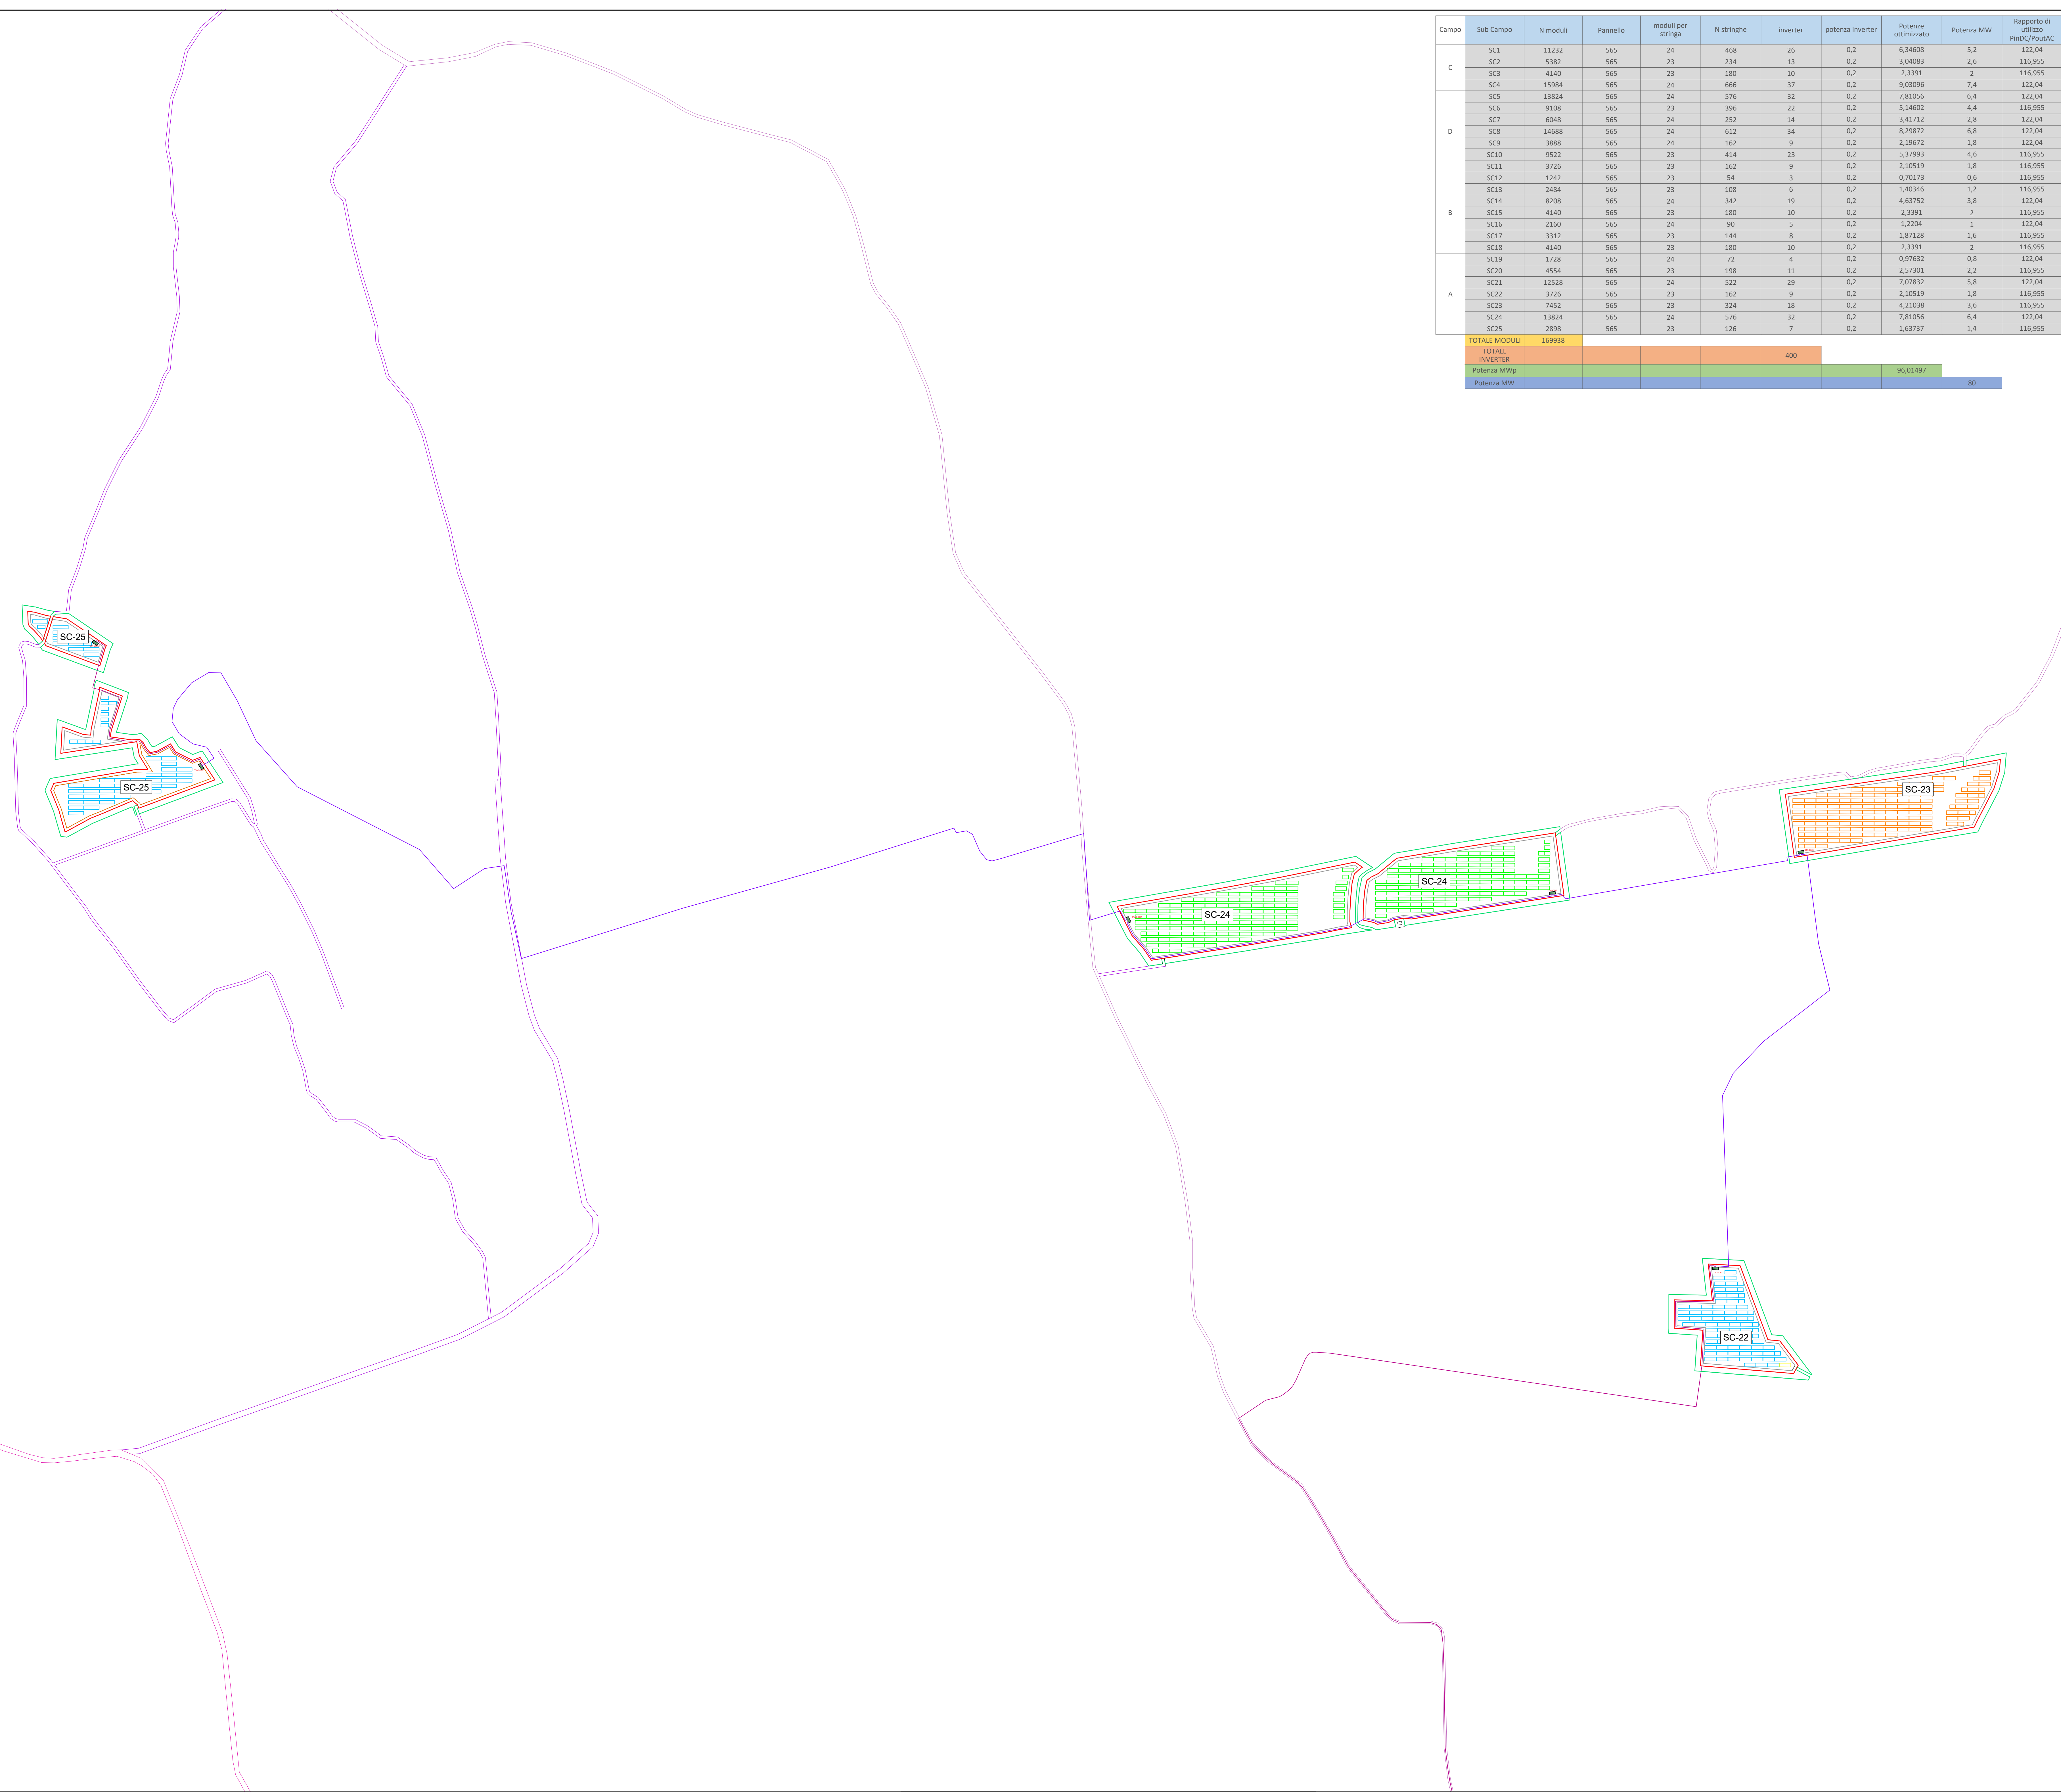 Campo Sub Campo N moduli Pannello moduli per stringa N stringhe inverter potenza inverter Potenze ottimizzato Potenza MW Rapporto di utilizzo PinDC/PoutAC
C
SC1 11232 565 24 468 26 0,2 6,34608 5,2 122,04
SC2 5382 565 23 234 13 0,2 3,04083 2,6 116,955
SC3 4140 565 23 180 10 0,2 2,3391 2 116,955
SC4 15984 565 24 666 37 0,2 9,03096 7,4 122,04
D
SC5 13824 565 24 576 32 0,2 7,81056 6,4 122,04
SC6 9108 565 23 396 22 0,2 5,14602 4,4 116,955
SC7 6048 565 24 252 14 0,2 3,41712 2,8 122,04
SC8 14688 565 24 612 34 0,2 8,29872 6,8 122,04
SC9 3888 565 24 162 9 0,2 2,19672 1,8 122,04
SC10 9522 565 23 414 23 0,2 5,37993 4,6 116,955
SC11 3726 565 23 162 9 0,2 2,10519 1,8 116,955
B
SC12 1242 565 23 54 3 0,2 0,70173 0,6 116,955
SC13 2484 565 23 108 6 0,2 1,40346 1,2 116,955
SC14 8208 565 24 342 19 0,2 4,63752 3,8 122,04
SC15 4140 565 23 180 10 0,2 2,3391 2 116,955
SC16 2160 565 24 90 5 0,2 1,2204 1 122,04
SC17 3312 565 23 144 8 0,2 1,87128 1,6 116,955
SC18 4140 565 23 180 10 0,2 2,3391 2 116,955
A
SC19 1728 565 24 72 4 0,2 0,97632 0,8 122,04
SC20 4554 565 23 198 11 0,2 2,57301 2,2 116,955
SC21 12528 565 24 522 29 0,2 7,07832 5,8 122,04
SC22 3726 565 23 162 9 0,2 2,10519 1,8 116,955
SC23 7452 565 23 324 18 0,2 4,21038 3,6 116,955
SC24 13824 565 24 576 32 0,2 7,81056 6,4 122,04
SC25 2898 565 23 126 7 0,2 1,63737 1,4 116,955
TOTALE MODULI 169938
TOTALE INVERTER 400
Potenza MWp 96,01497
Potenza MW 80
SC-25
SC-25
SC-23
SC-24
SC-24
SC-22